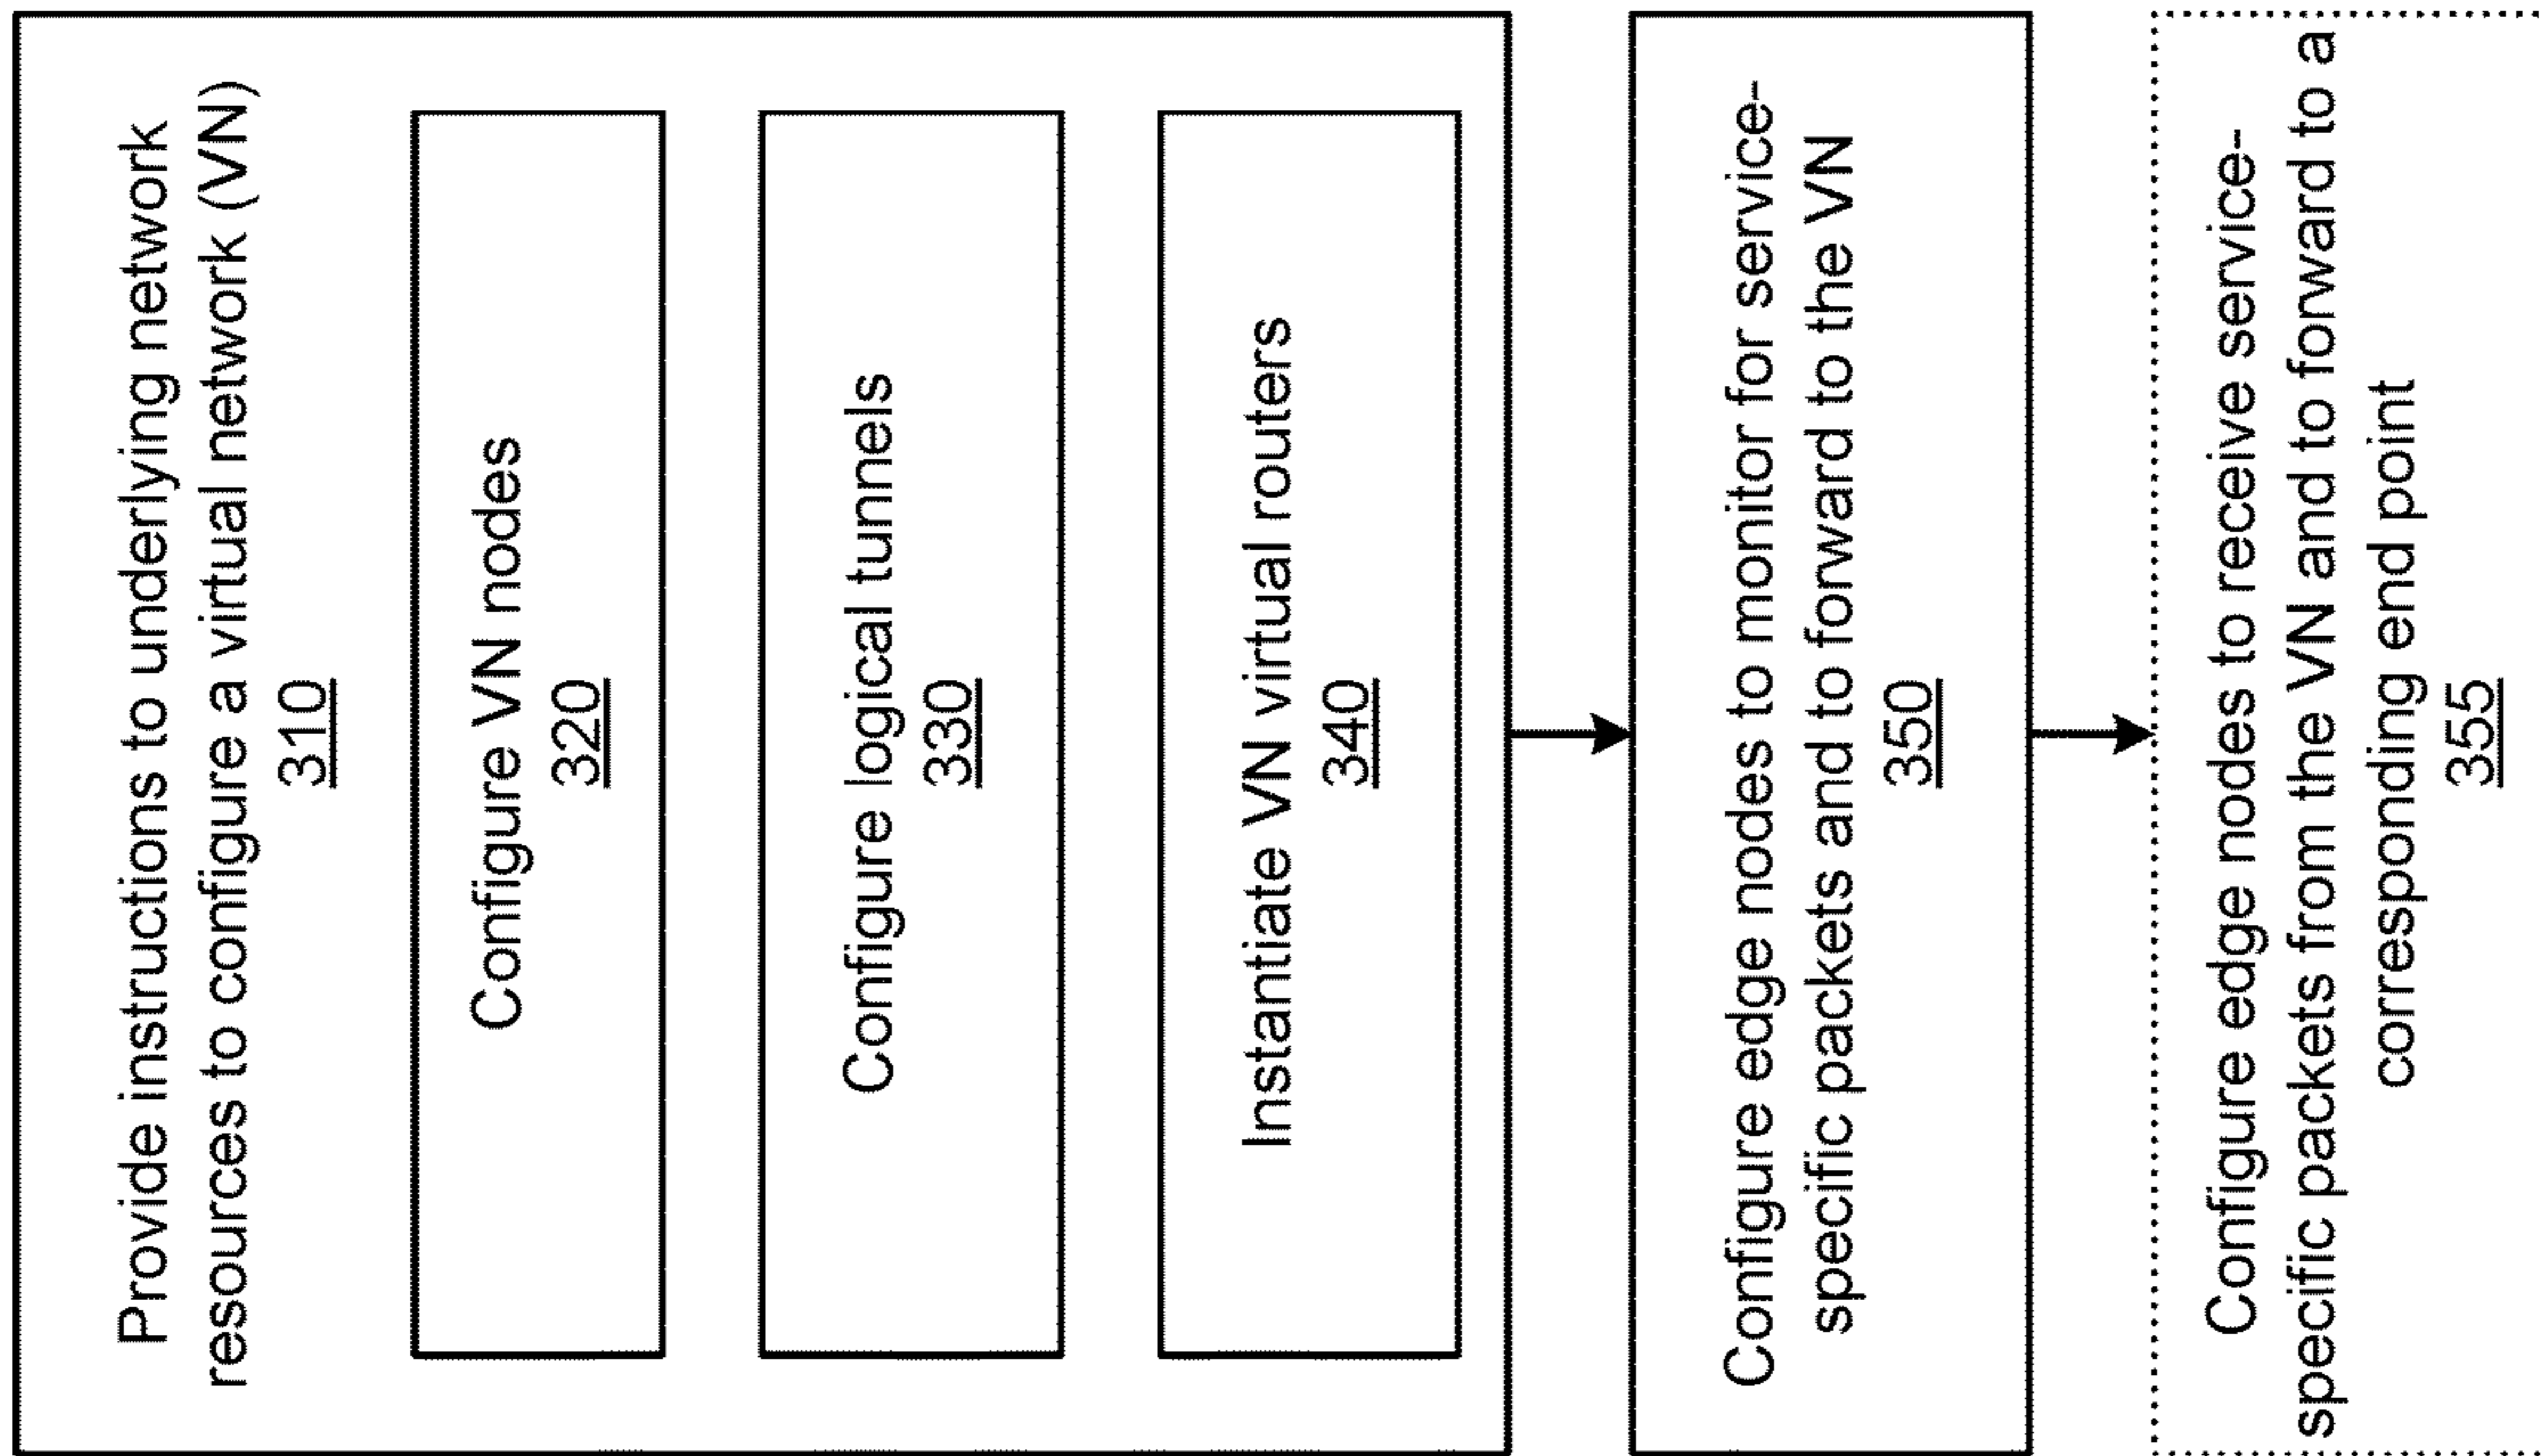 Provide instructions to underlying network
resources to configure a virtual network (VN)
310
Configure VN nodes
320
Configure logical tunnels
330
Instantiate VN virtual routers
340
Configure edge nodes to monitor for service-
specific packets and to forward to the VN
350
Configure edge nodes to receive service-
specific packets from the VN and to forward to a
corresponding end point
355